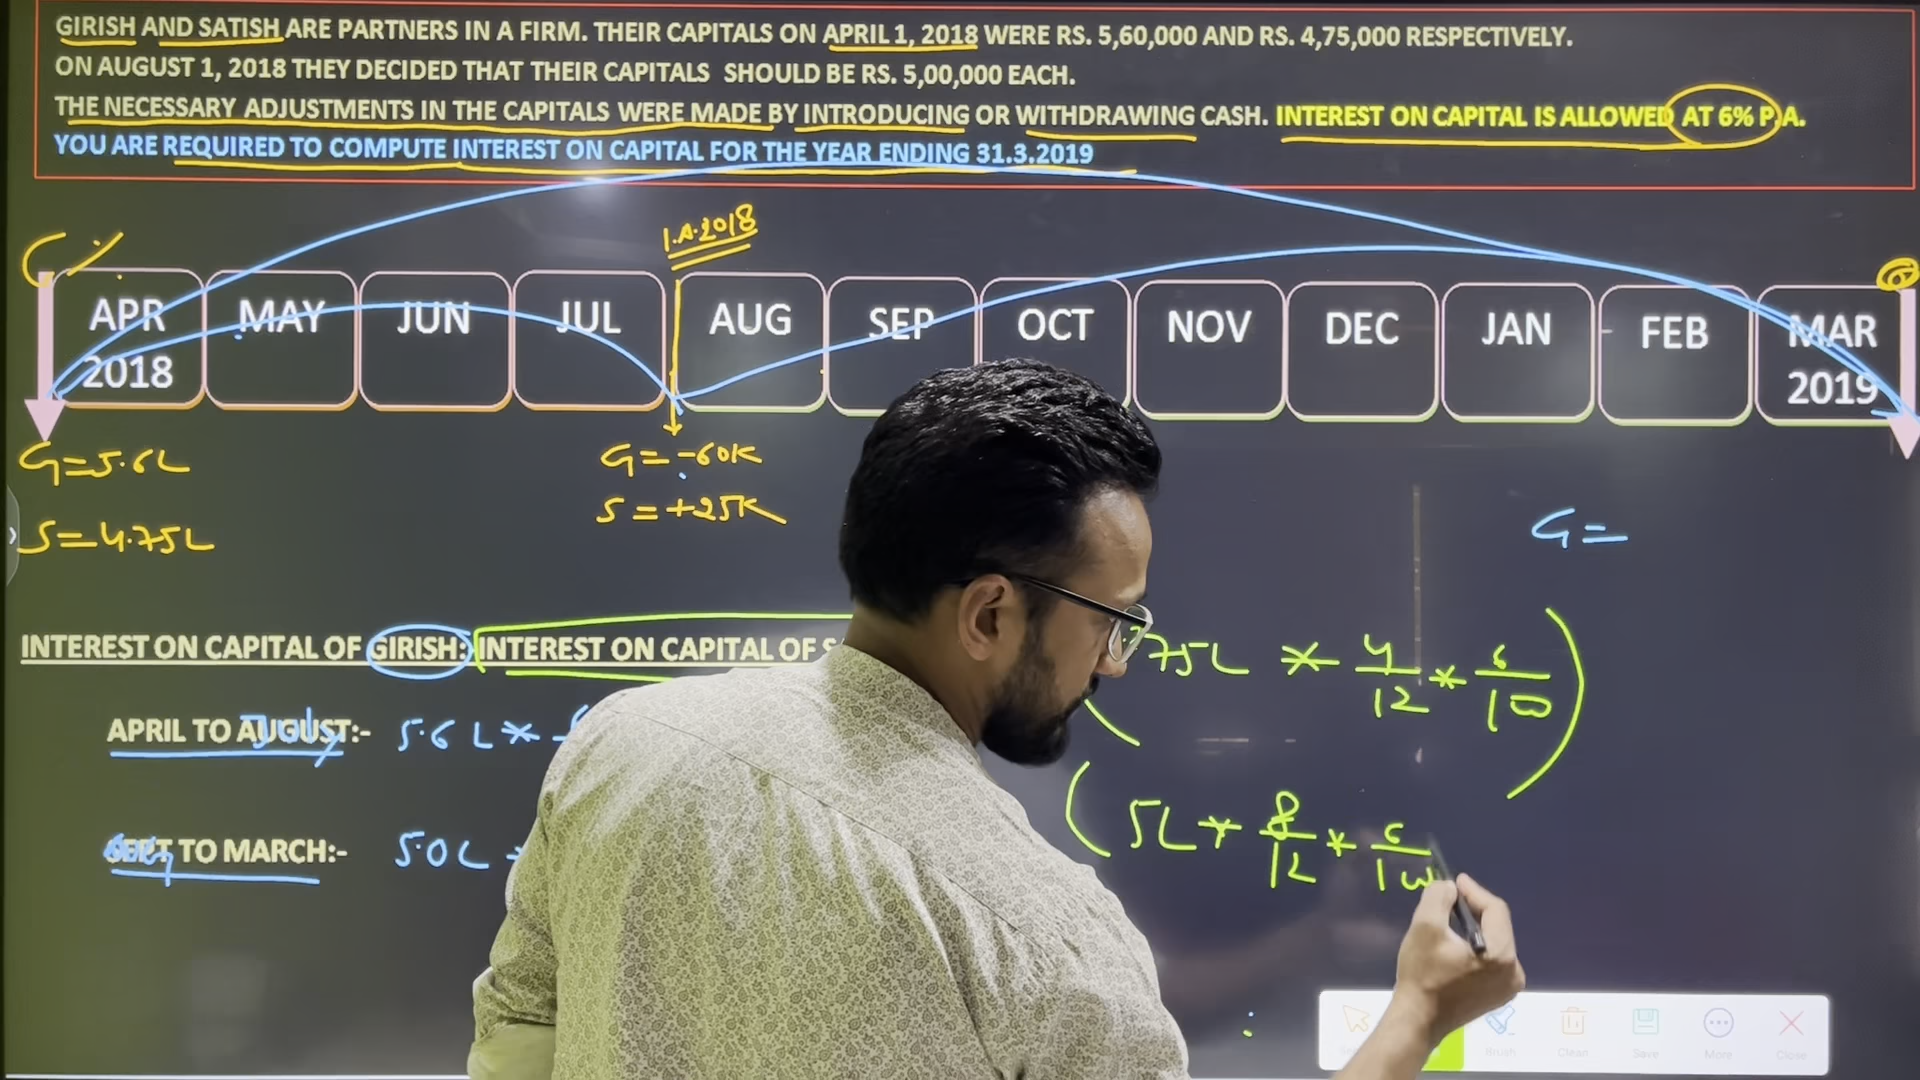 GIRISH AND SATISH ARE PARTNERS IN A FIRM. THEIR CAPITALS ON APRIL 1, 2018 WERE RS. 5,60,000 AND RS. 4,75,000 RESPECTIVELY.
ON AUGUST 1, 2018 THEY DECIDED THAT THEIR CAPITALS SHOULD BE RS. 5,00,000 EACH.
THE NECESSARY ADJUSTMENTS IN THE CAPITALS WERE MADE BY INTRODUCING OR WITHDRAWING CASH. INTEREST ON CAPITAL IS ALLOWED AT 6% P.A.
YOU ARE REQUIRED TO COMPUTE INTEREST ON CAPITAL FOR THE YEAR ENDING 31.3.2019
1.A.2018
APR 2018 MAY JUN JUL AUG SEP OCT NOV DEC JAN FEB MAR 2019
G=5.6L
S=4.75L
G=-60K
S=+25K
G=
INTEREST ON CAPITAL OF GIRISH: INTEREST ON CAPITAL OF S
75L * 4/12 * 6/100)
APRIL TO AUGUST:- 5.6L*
July
(5L * 8/12 * 6/100
SEPT TO MARCH:- 5.0L
Brush Clean Save More Close